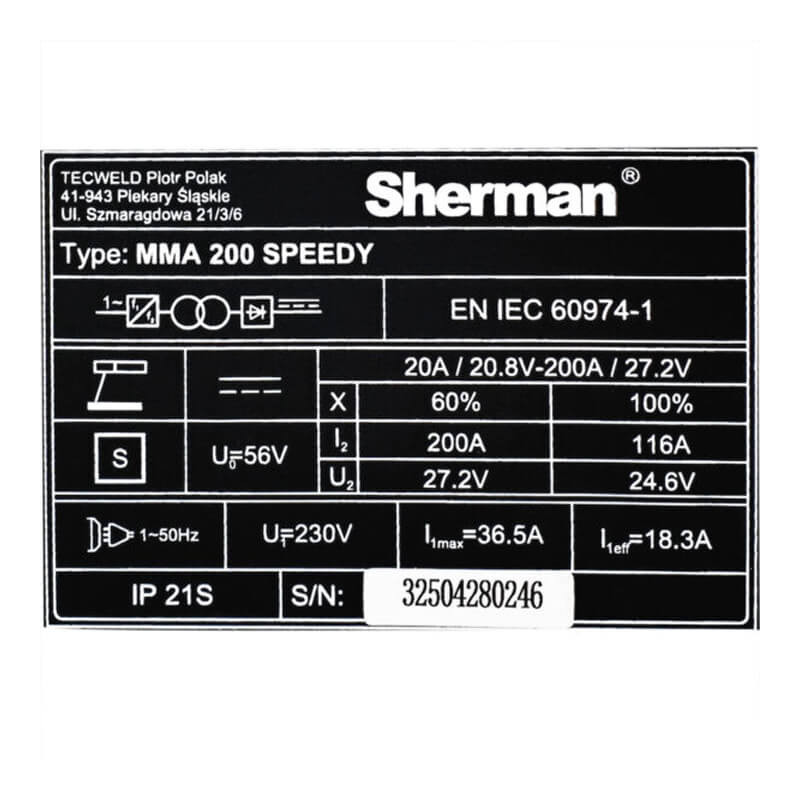 TECWELD Piotr Polak
41-943 Piekary Śląskie
Ul. Szmaragdowa 21/3/6
Sherman®
Type: MMA 200 SPEEDY
1~ f₁ f₂
EN IEC 60974-1
20A / 20.8V-200A / 27.2V
X 60% 100%
S U₀=56V
I₂ 200A 116A
U₂ 27.2V 24.6V
1~50Hz U₁=230V I₁max=36.5A I₁eff=18.3A
IP 21S S/N: 32504280246